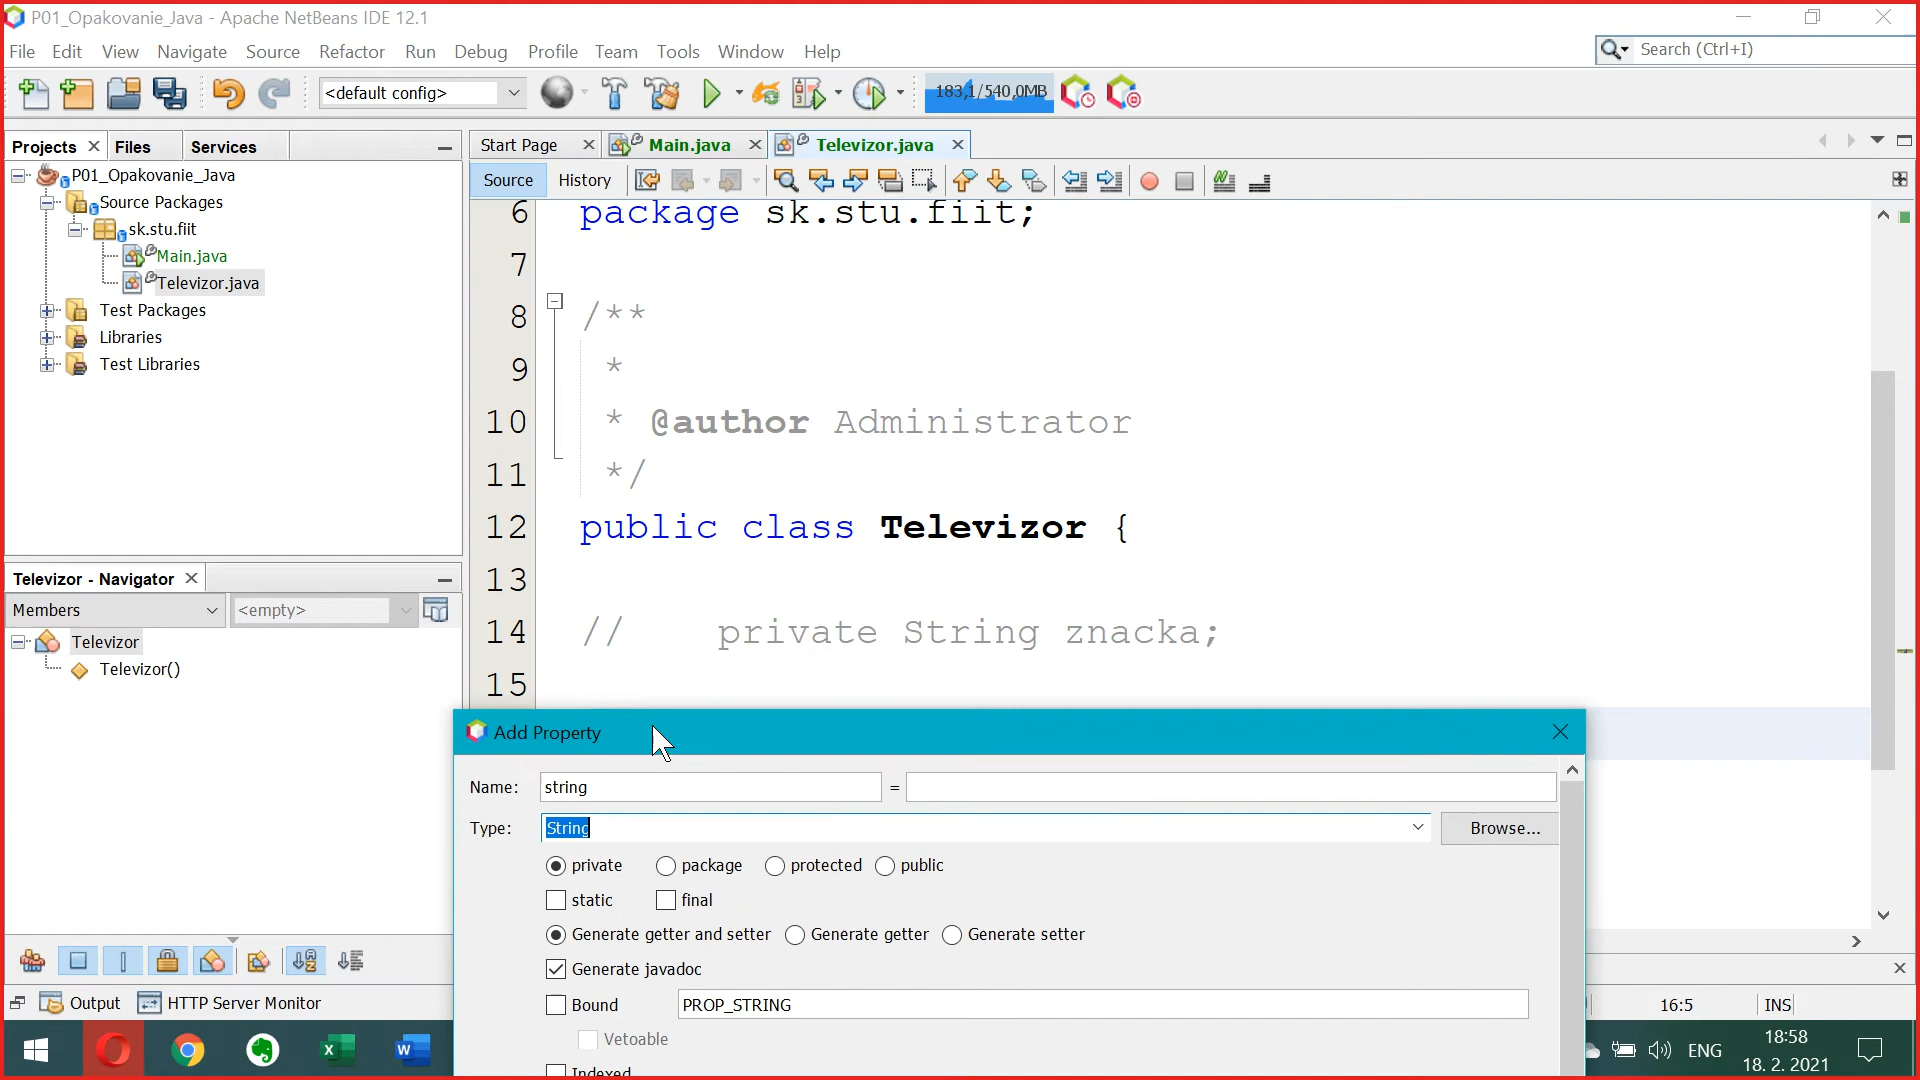 P01_Opakovanie_Java - Apache NetBeans IDE 12.1
File Edit View Navigate Source Refactor Run Debug Profile Team Tools Window Help
Search (Ctrl+I)
<default config>
183,1/540,0MB
Projects Files Services
Start Page Main.java Televizor.java
Source History
P01_Opakovanie_Java
Source Packages
sk.stu.fiit
Main.java
Televizor.java
Test Packages
Libraries
Test Libraries
6 package sk.stu.fiit;
7
8 /**
9 *
10 * @author Administrator
11 */
12 public class Televizor {
13
14 // private String znacka;
15
Televizor - Navigator
Members <empty>
Televizor
Televizor()
Add Property
Name: string =
Type: String Browse...
private package protected public
static final
Generate getter and setter Generate getter Generate setter
Generate javadoc
Bound PROP_STRING
Vetoable
Indexed
Output HTTP Server Monitor
16:5 INS
ENG
18:58
18. 2. 2021